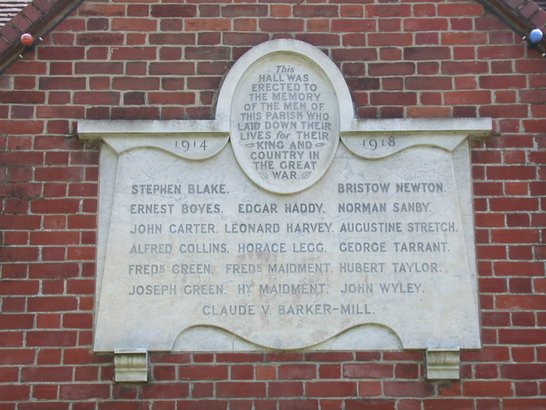 This
HALL WAS
ERECTED TO
THE MEMORY
OF THE MEN OF
THIS PARISH WHO
LAID DOWN THEIR
LIVES for THEIR
KING AND
COUNTRY IN
THE GREAT
WAR.
1914 1918
STEPHEN BLAKE. BRISTOW NEWTON.
ERNEST BOYES. EDGAR HADDY. NORMAN SANBY.
JOHN CARTER. LEONARD HARVEY. AUGUSTINE STRETCH.
ALFRED COLLINS. HORACE LEGG. GEORGE TARRANT.
FREDK GREEN. FREDK MAIDMENT. HUBERT TAYLOR.
JOSEPH GREEN. HY MAIDMENT. JOHN WYLEY.
CLAUDE V. BARKER-MILL.